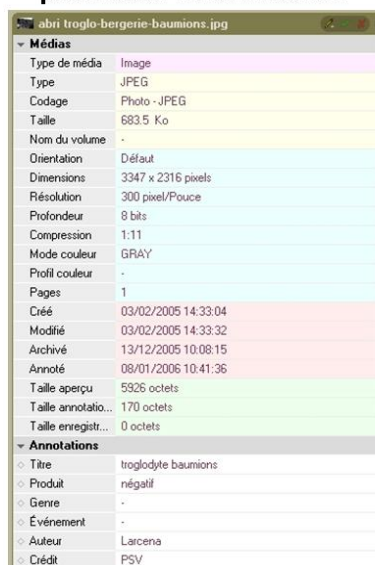 abri troglo-bergerie-baumions.jpg
Médias
Type de média Image
Type JPEG
Codage Photo - JPEG
Taille 683.5 Ko
Nom du volume -
Orientation Défaut
Dimensions 3347 x 2316 pixels
Résolution 300 pixel/Pouce
Profondeur 8 bits
Compression 1:11
Mode couleur GRAY
Profil couleur -
Pages 1
Créé 03/02/2005 14:33:04
Modifié 03/02/2005 14:33:32
Archivé 13/12/2005 10:08:15
Annoté 08/01/2006 10:41:36
Taille aperçu 5926 octets
Taille annotatio... 170 octets
Taille enregistr... 0 octets
Annotations
Titre troglodyte baumions
Produit négatif
Genre -
Événement -
Auteur Larcena
Crédit PSV